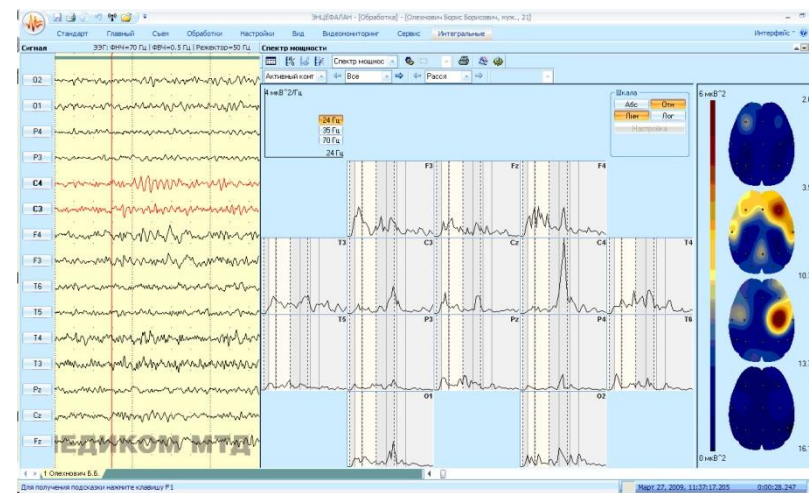 ЭНЦЕФАЛАН - [Обработка] - [Олехнович Борис Борисович, муж., 21]
Стандарт Главный Съем Обработки Настройки Вид Видеомониторинг Сервис Интегральные Интерфейс
Сигнал ЭЭГ: ФНЧ=70 Гц | ФВЧ=0.5 Гц | Режектор=50 Гц Спектр мощности
Спектр мощнос
Активный конт Все Рассл
4 мкВ^2/Гц
24 Гц
35 Гц
70 Гц
24 Гц
Шкала
Абс Отн
Лин Лог
Настройка
6 мкВ^2
0 мкВ^2
O2
O1
P4
P3
C4
C3
F4
F3
T6
T5
T4
T3
Pz
Cz
Fz
F3 Fz F4
T3 C3 Cz C4 T4
T5 P3 Pz P4 T6
O1 O2
МЕДИКОМ МТД
1 Олехнович Б.Б.
Для получения подсказки нажмите клавишу F1 Март 27, 2009, 11:37:17.205 0:00:28.247